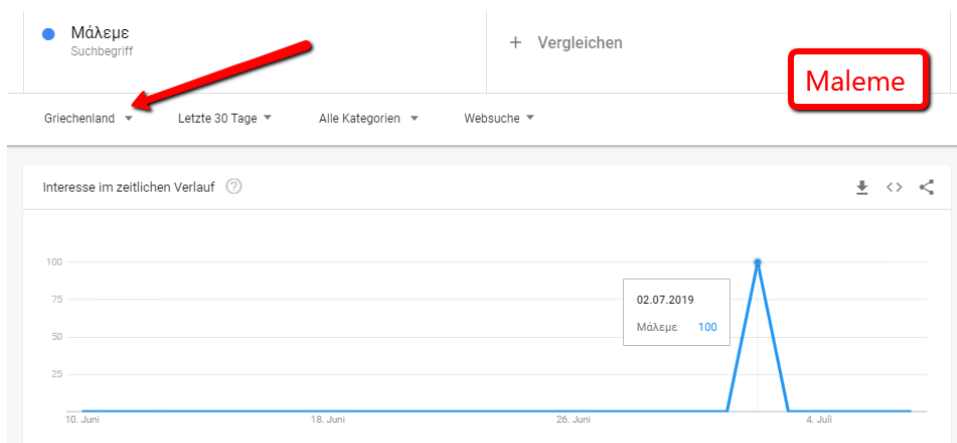 Μάλεμε
Suchbegriff
+ Vergleichen
Maleme
Griechenland
Letzte 30 Tage
Alle Kategorien
Websuche
Interesse im zeitlichen Verlauf ?
<>
100
75
50
25
02.07.2019
Μάλεμε 100
10. Juni
18. Juni
26. Juni
4. Juli